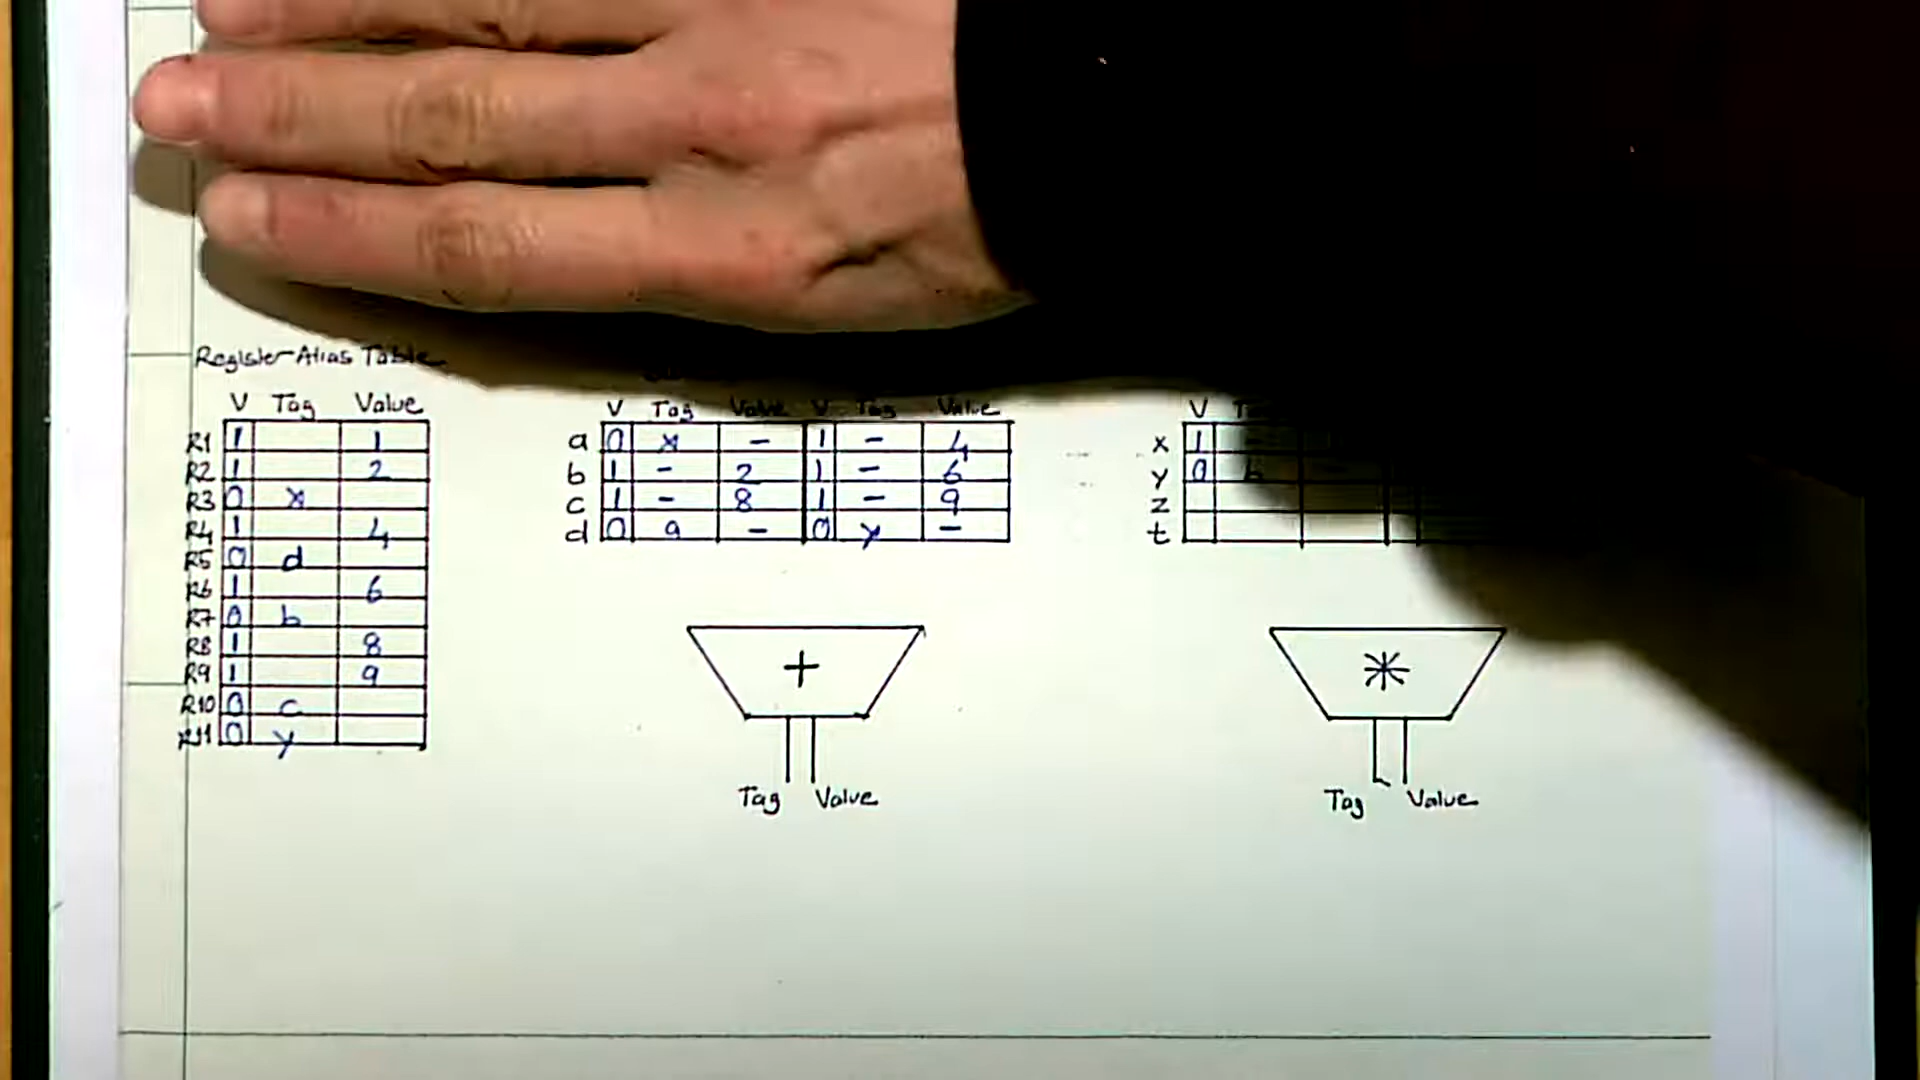 Register Alias Table
V Tag Value
R1 1 1
R2 1 2
R3 0 x
R4 1 4
R5 0 d
R6 1 6
R7 0 b
R8 1 8
R9 1 9
R10 0 c
R11 0 y
V Tag Value V Tag Value
a 0 x - 1 - 4
b 1 - 2 1 - 6
c 1 - 8 1 - 9
d 0 a - 0 y -
V
x 1
y 0 b
z
t
+
Tag Value
*
Tag Value